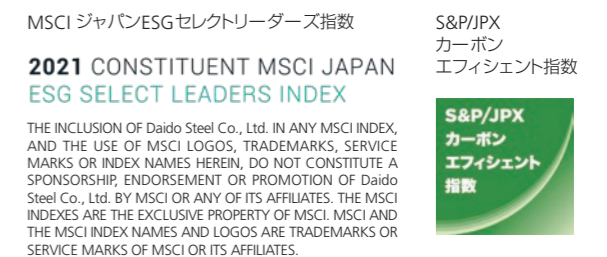 MSCI ジャパンESGセレクトリーダーズ指数
2021 CONSTITUENT MSCI JAPAN
ESG SELECT LEADERS INDEX
THE INCLUSION OF Daido Steel Co., Ltd. IN ANY MSCI INDEX,
AND THE USE OF MSCI LOGOS, TRADEMARKS, SERVICE
MARKS OR INDEX NAMES HEREIN, DO NOT CONSTITUTE A
SPONSORSHIP, ENDORSEMENT OR PROMOTION OF Daido
Steel Co., Ltd. BY MSCI OR ANY OF ITS AFFILIATES. THE MSCI
INDEXES ARE THE EXCLUSIVE PROPERTY OF MSCI. MSCI AND
THE MSCI INDEX NAMES AND LOGOS ARE TRADEMARKS OR
SERVICE MARKS OF MSCI OR ITS AFFILIATES.
S&P/JPX
カーボン
エフィシェント指数
S&P/JPX
カーボン
エフィシェント
指数